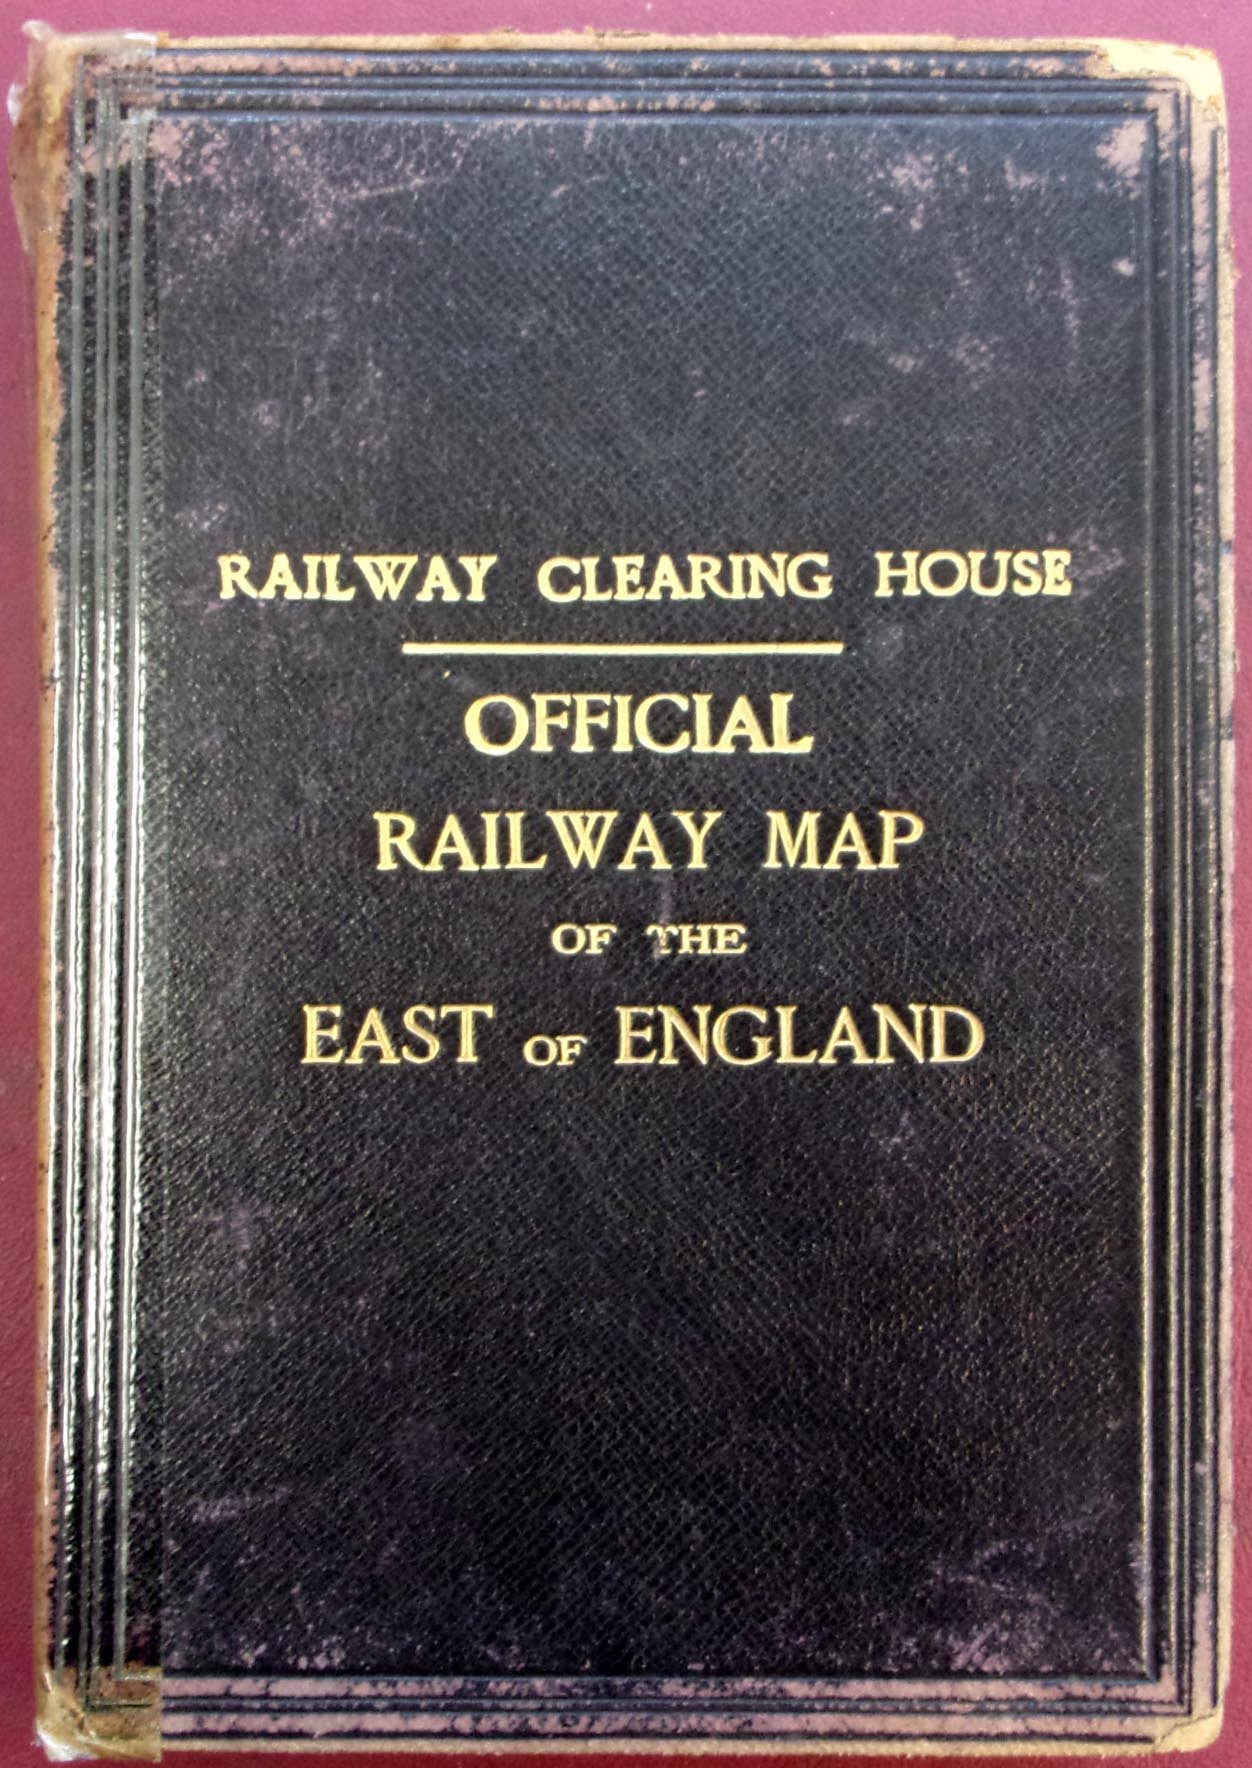 RAILWAY CLEARING HOUSE
OFFICIAL
RAILWAY MAP
OF THE
EAST OF ENGLAND